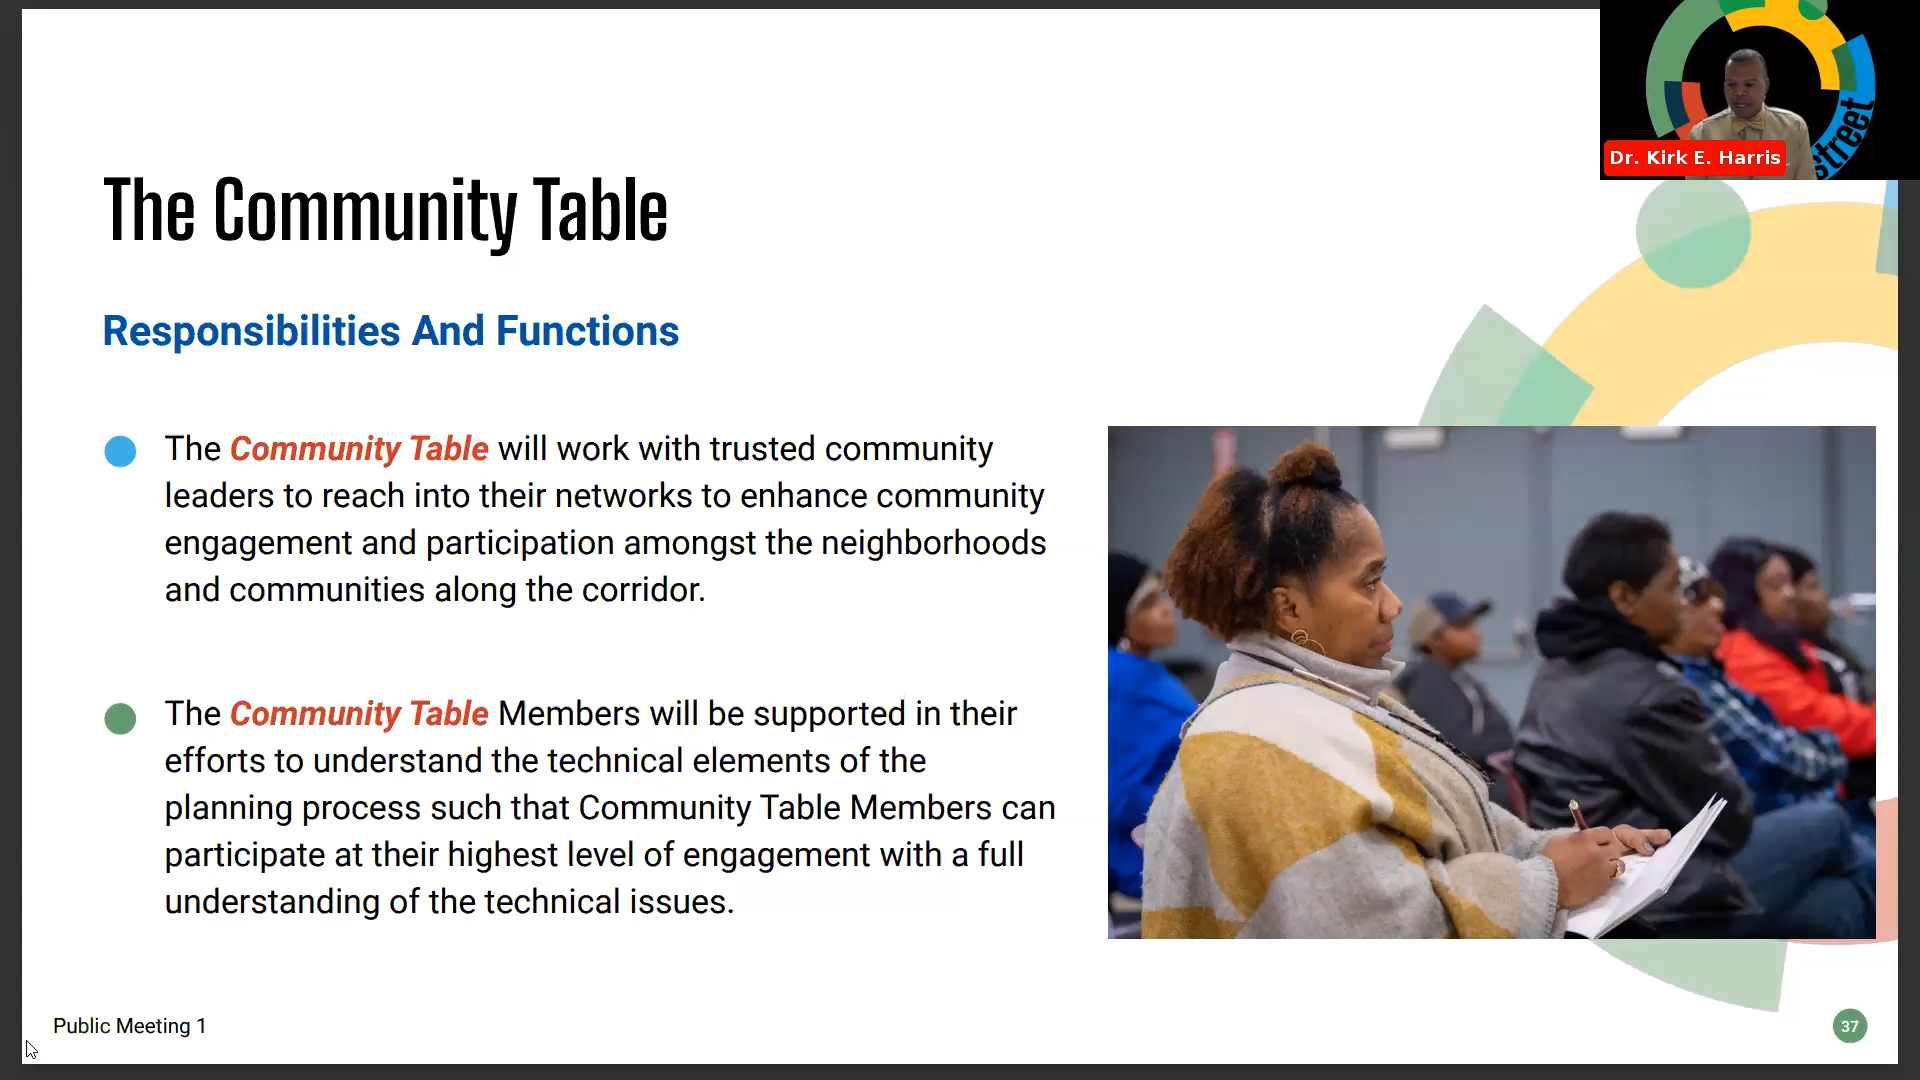 Dr. Kirk E. Harris
street
The Community Table
Responsibilities And Functions
The Community Table will work with trusted community
leaders to reach into their networks to enhance community
engagement and participation amongst the neighborhoods
and communities along the corridor.
The Community Table Members will be supported in their
efforts to understand the technical elements of the
planning process such that Community Table Members can
participate at their highest level of engagement with a full
understanding of the technical issues.
Public Meeting 1
37